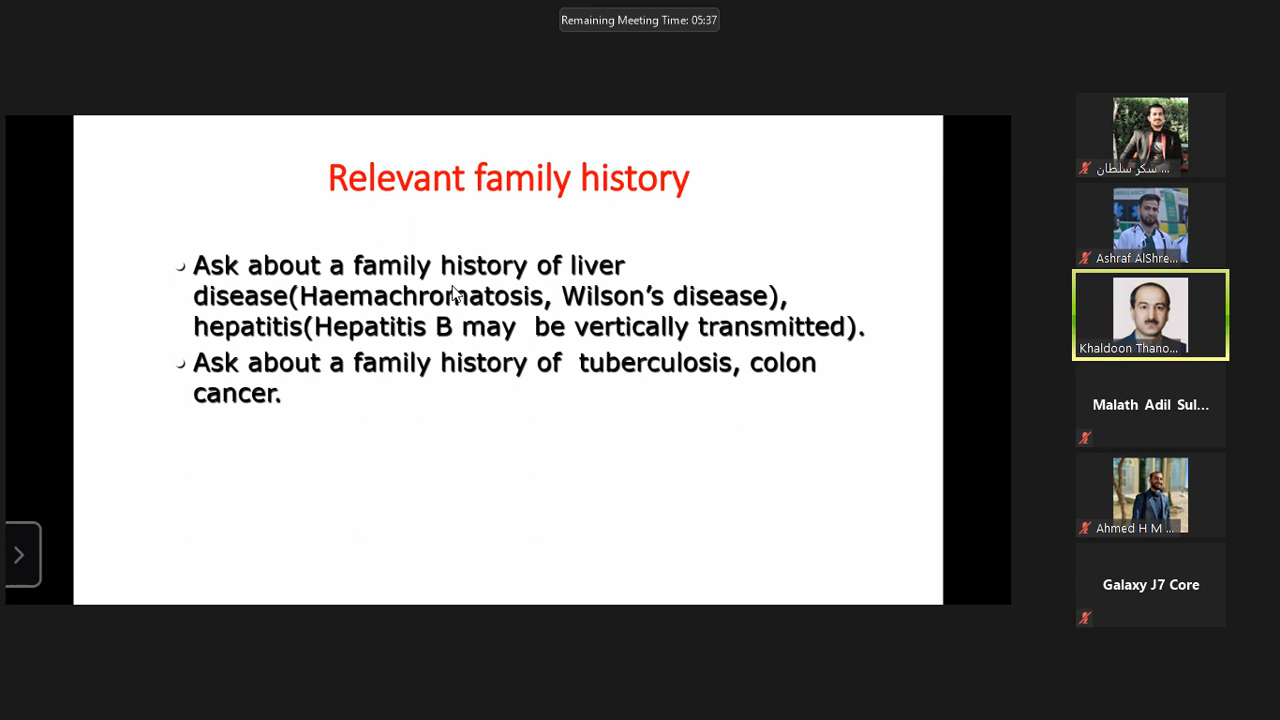 Remaining Meeting Time: 05:37
Relevant family history
Ask about a family history of liver
disease(Haemachromatosis, Wilson's disease),
hepatitis(Hepatitis B may be vertically transmitted).
Ask about a family history of tuberculosis, colon
cancer.
سكر سلطان ...
Ashraf AlShre...
Khaldoon Thano...
Malath Adil Sul...
Ahmed H M ...
Galaxy J7 Core